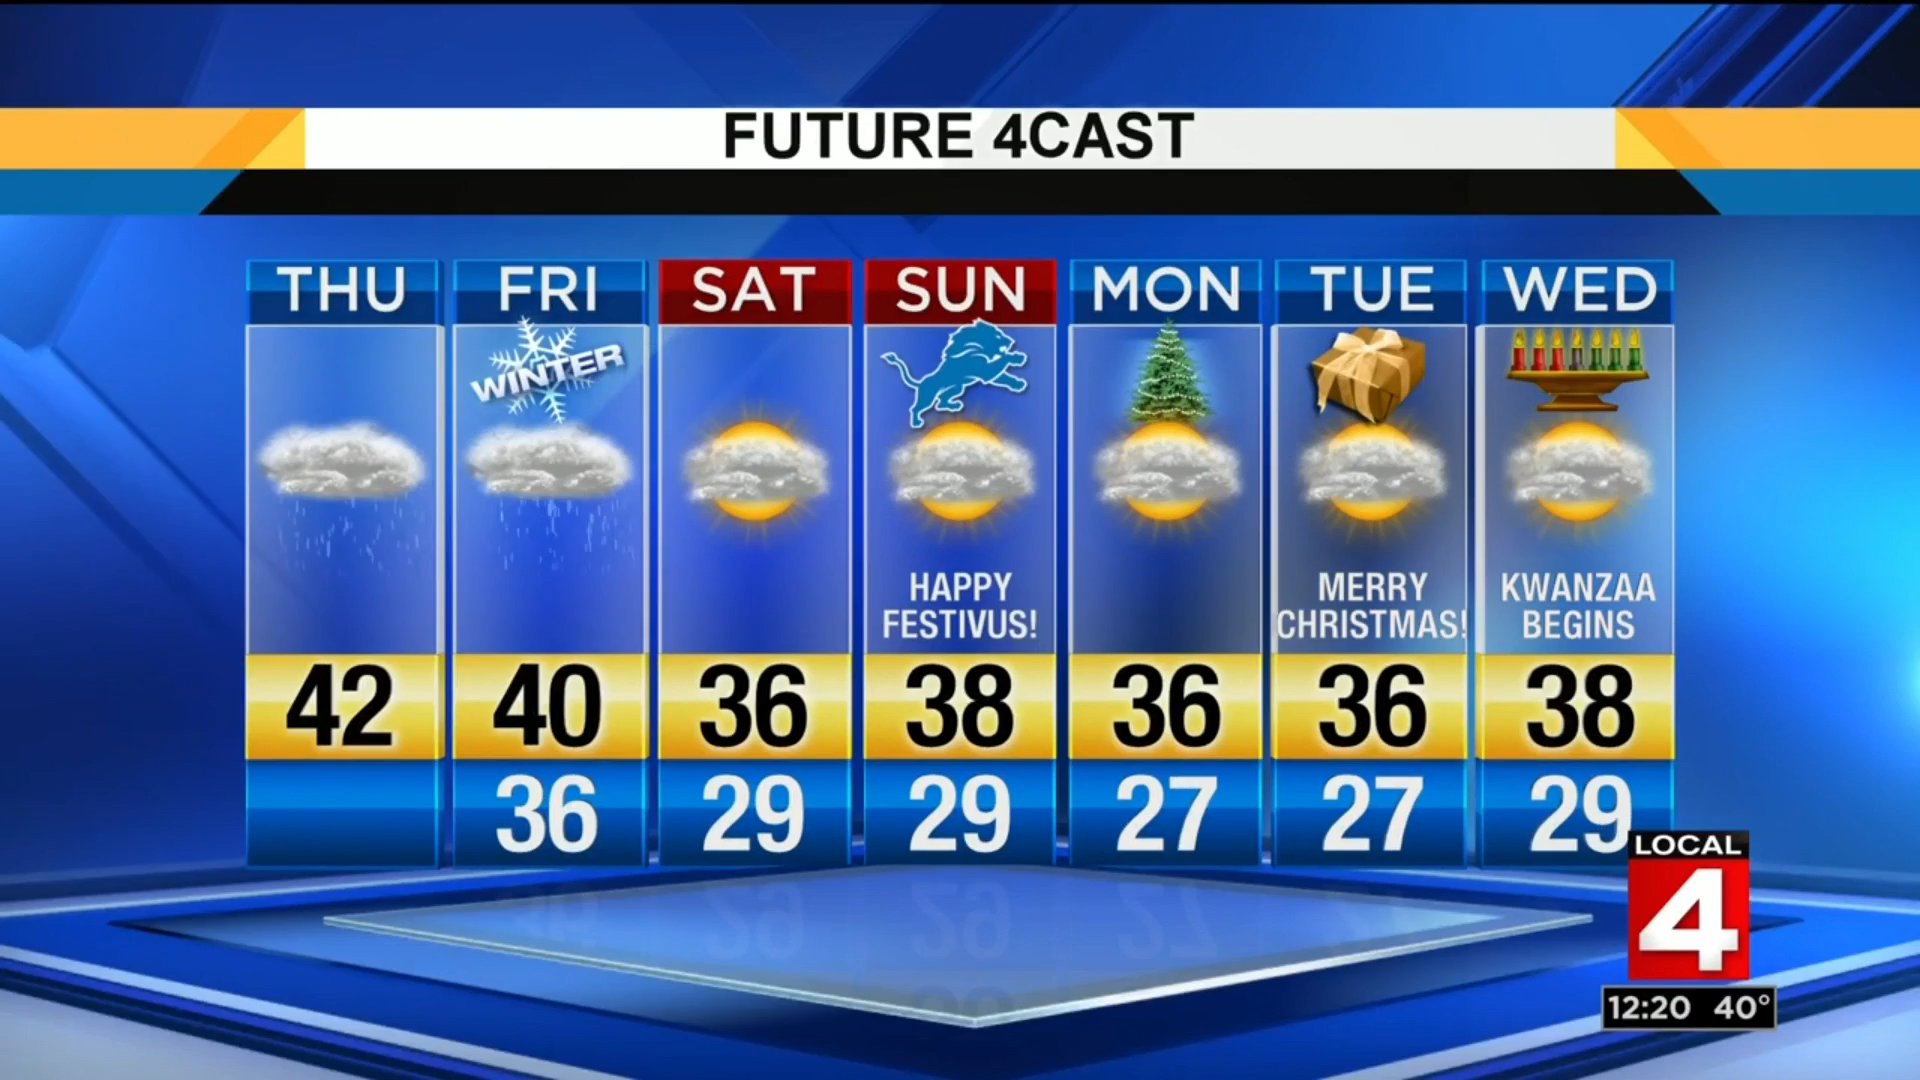 FUTURE 4CAST
THU FRI SAT SUN MON TUE WED
WINTER
HAPPY
FESTIVUS!
MERRY
CHRISTMAS!
KWANZAA
BEGINS
42 40 36 38 36 36 38
36 29 29 27 27 29
LOCAL
4
12:20 40°